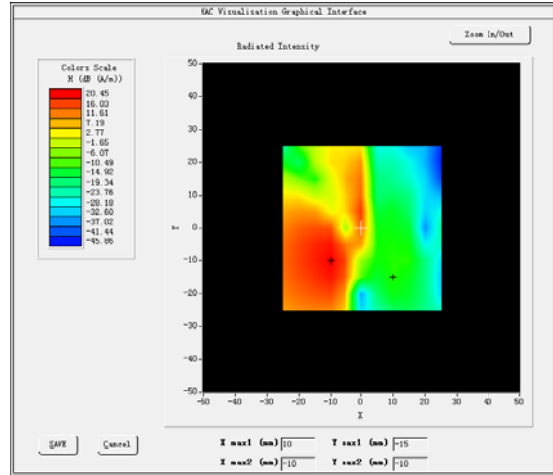 HAC Visualisation Graphical Interface
Zoom In/Out
Radiated Intensity
Colors Scale
H (dB (A/m))
20.45
16.03
11.61
7.19
2.77
-1.65
-6.07
-10.49
-14.92
-19.34
-23.76
-28.18
-32.60
-37.02
-41.44
-45.86
50
40
30
20
10
0
-10
-20
-30
-40
-50
Y
-50 -40 -30 -20 -10 0 10 20 30 40 50
X
SAVE
Cancel
X max1 (mm) 10 Y max1 (mm) -15
X max2 (mm) -10 Y max2 (mm) -10